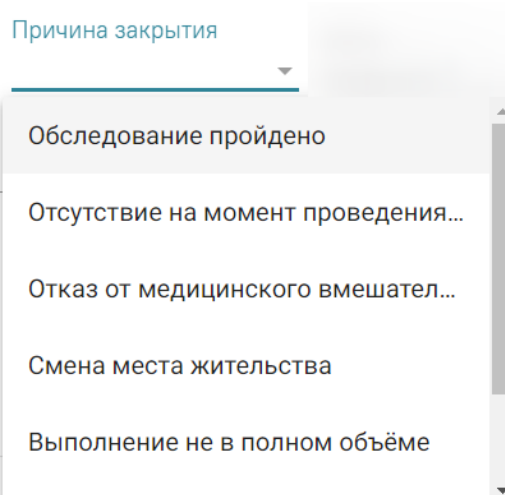 Причина закрытия
Обследование пройдено
Отсутствие на момент проведения...
Отказ от медицинского вмешател...
Смена места жительства
Выполнение не в полном объёме